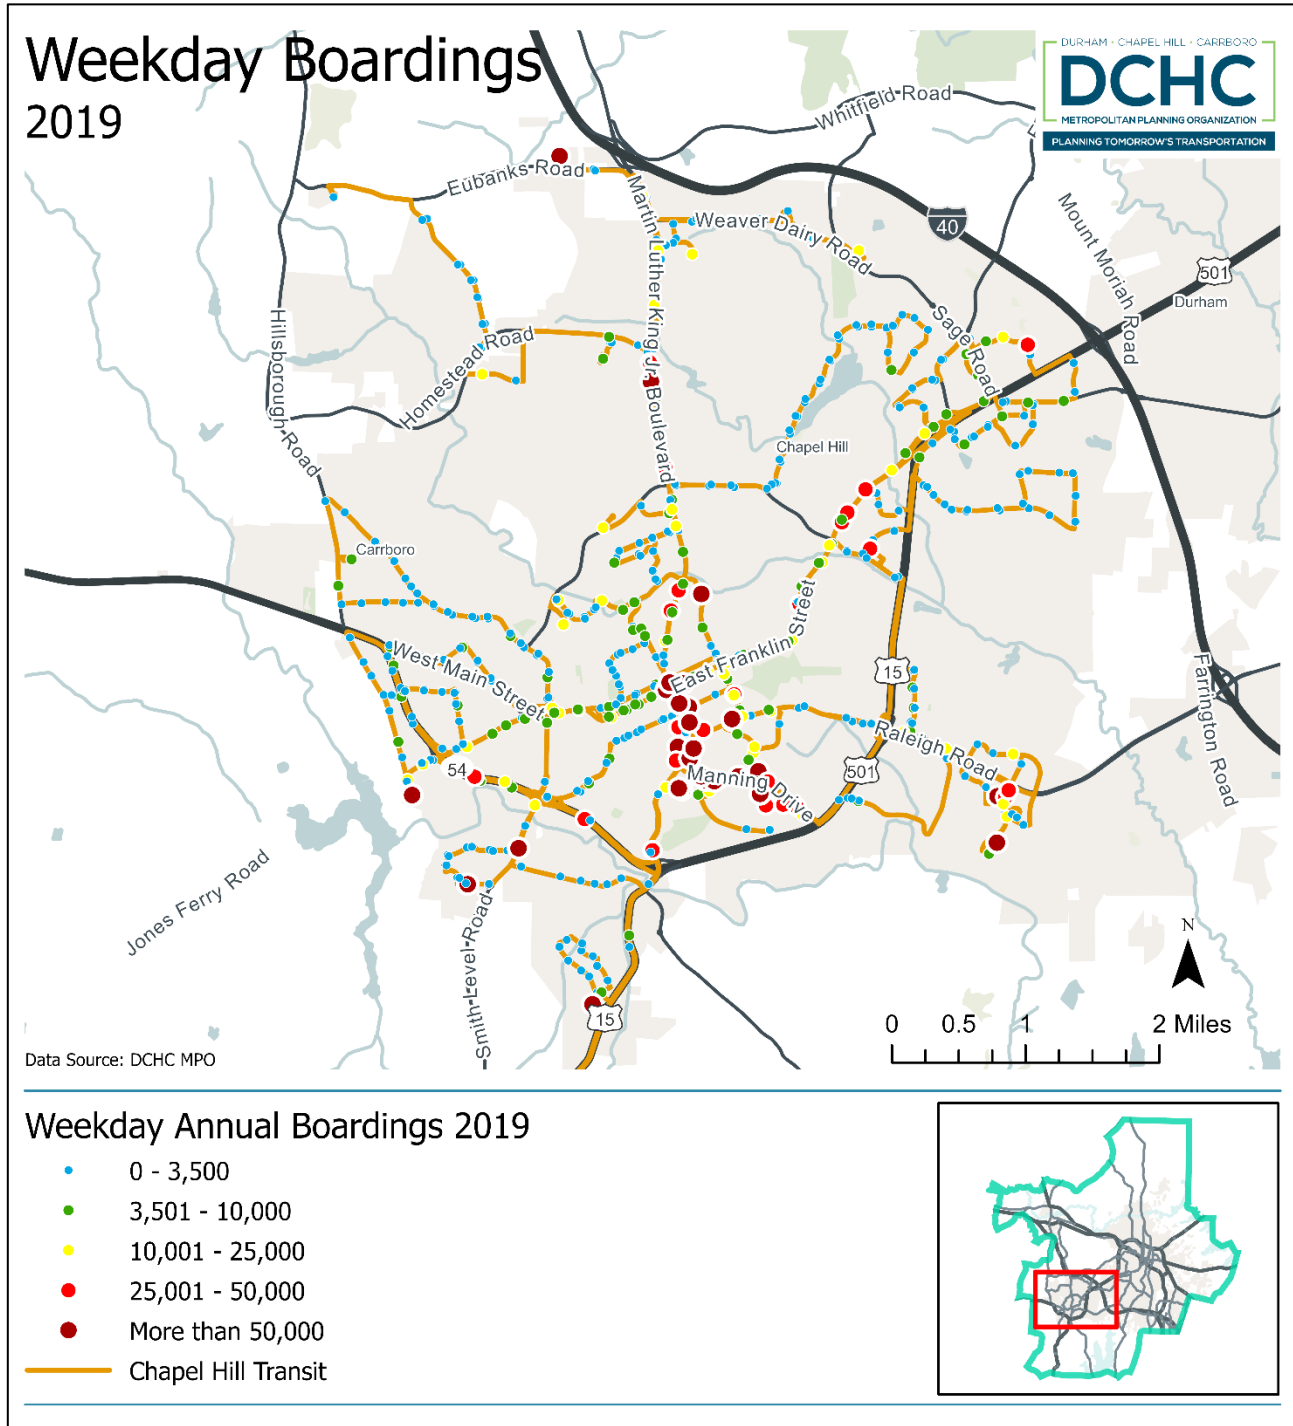 Weekday Boardings
2019
DURHAM · CHAPEL HILL · CARRBORO
DCHC
METROPOLITAN PLANNING ORGANIZATION
PLANNING TOMORROW'S TRANSPORTATION
Whitfield Road
Eubanks Road
Martin Luther King Jr. Boulevard
Weaver Dairy Road
40
Mount Moriah Road
501
Durham
Hillsborough Road
Homestead Road
Sage Road
Chapel Hill
Carrboro
West Main Street
East Franklin Street
15
Raleigh Road
Farrington Road
54
Manning Drive
501
Jones Ferry Road
Smith Level Road
15
N
0 0.5 1 2 Miles
Data Source: DCHC MPO
Weekday Annual Boardings 2019
0 - 3,500
3,501 - 10,000
10,001 - 25,000
25,001 - 50,000
More than 50,000
Chapel Hill Transit